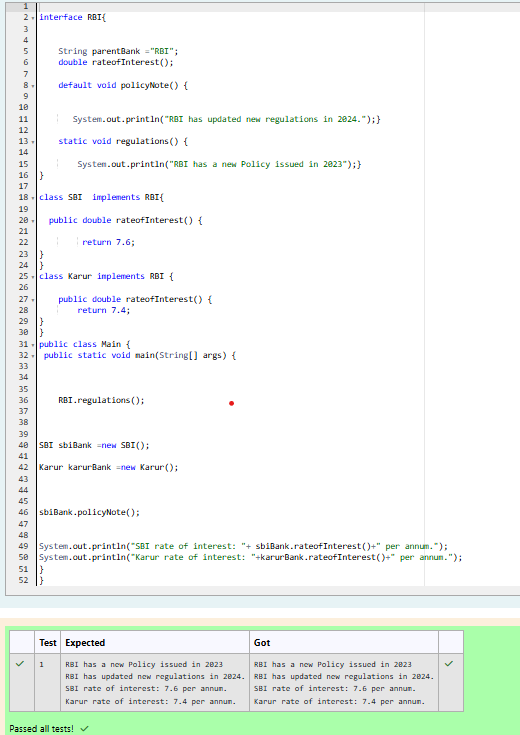 1
2 interface RBI{
3
4
5 String parentBank ="RBI";
6 double rateofInterest();
7
8 default void policyNote() {
9
10
11 System.out.println("RBI has updated new regulations in 2024.");}
12
13 static void regulations() {
14
15 System.out.println("RBI has a new Policy issued in 2023");}
16 }
17
18 class SBI  implements RBI{
19
20 public double rateofInterest() {
21
22 return 7.6;
23 }
24 }
25 class Karur implements RBI {
26
27 public double rateofInterest() {
28 return 7.4;
29 }
30 }
31 public class Main {
32 public static void main(String[] args) {
33
34
35
36 RBI.regulations();
37
38
39
40 SBI sbiBank =new SBI();
41
42 Karur karurBank =new Karur();
43
44
45
46 sbiBank.policyNote();
47
48
49 System.out.println("SBI rate of interest: "+ sbiBank.rateofInterest()+" per annum.");
50 System.out.println("Karur rate of interest: "+karurBank.rateofInterest()+" per annum.");
51 }
52 }
Test Expected Got
1 RBI has a new Policy issued in 2023 RBI has a new Policy issued in 2023
RBI has updated new regulations in 2024. RBI has updated new regulations in 2024.
SBI rate of interest: 7.6 per annum. SBI rate of interest: 7.6 per annum.
Karur rate of interest: 7.4 per annum. Karur rate of interest: 7.4 per annum.
Passed all tests!